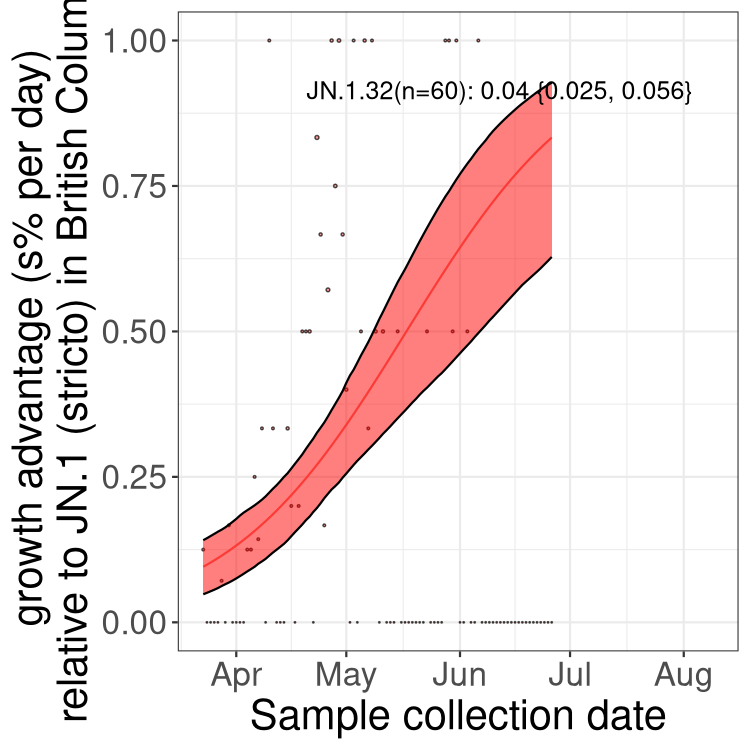 growth advantage (s% per day)
relative to JN.1 (stricto) in British Colum
1.00
0.75
0.50
0.25
0.00
JN.1.32(n=60): 0.04 {0.025, 0.056}
Apr May Jun Jul Aug
Sample collection date